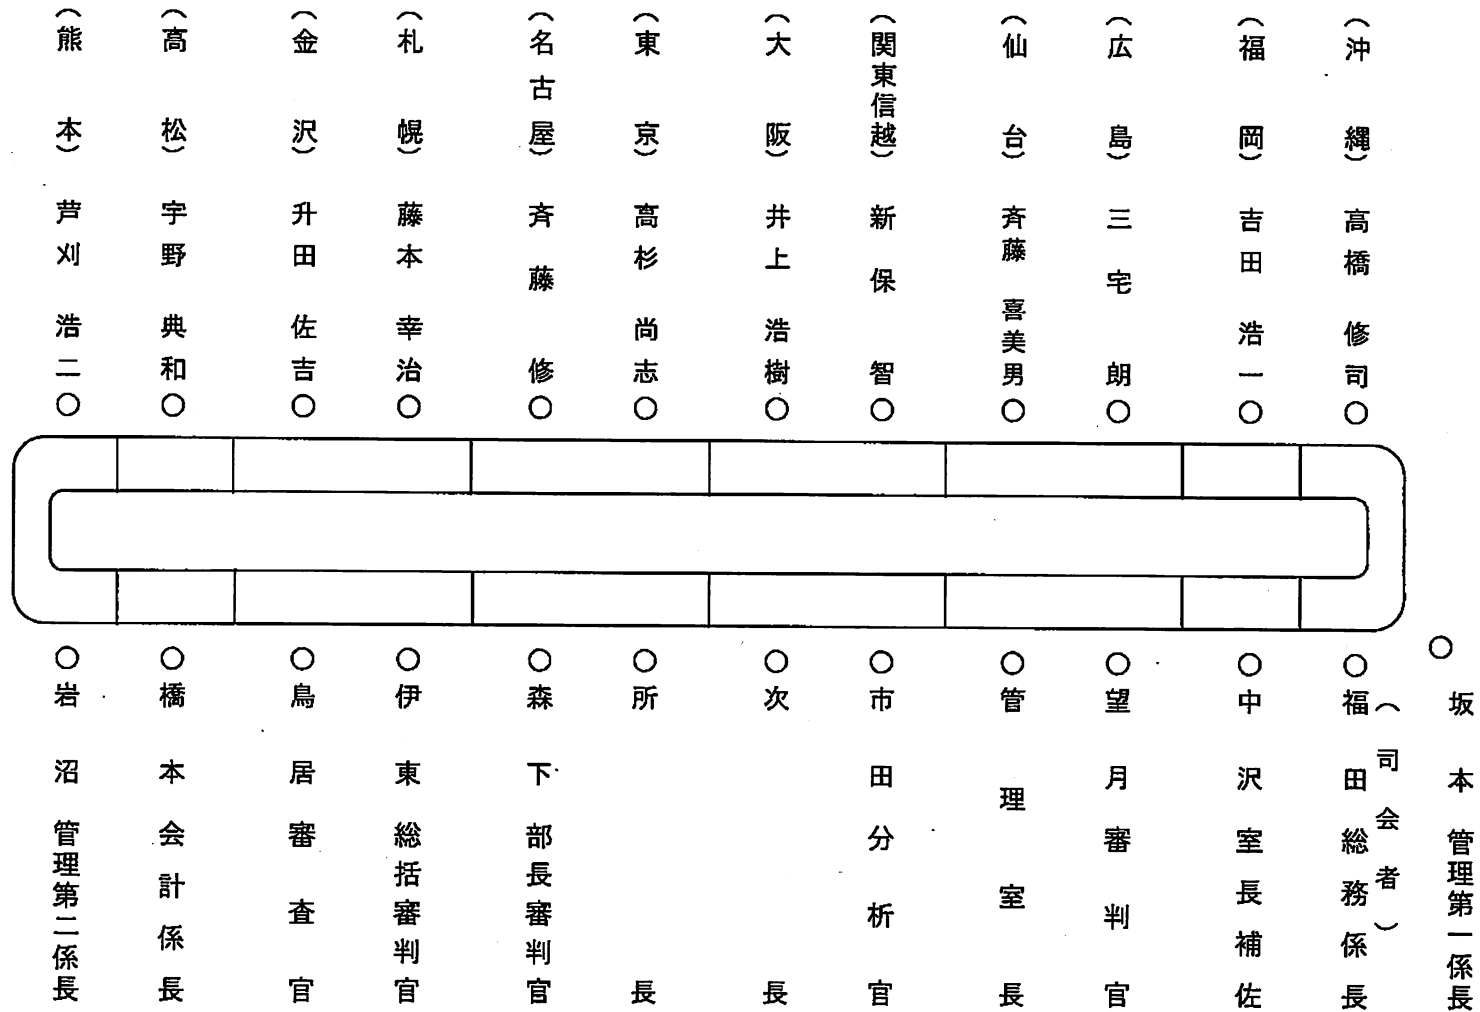 （沖縄）高橋修司○
（福岡）吉田浩一○
（広島）三宅朗○
（仙台）斉藤喜美男○
（関東信越）新保智○
（大阪）井上浩樹○
（東京）高杉尚志○
（名古屋）斉藤修○
（札幌）藤本幸治○
（金沢）升田佐吉○
（高松）宇野典和○
（熊本）芦刈浩二○
○坂本管理第一係長
○福田総務係長（司会者）
○中沢室長補佐
○望月審判官
○管理室長
○市田分析官
○次長
○所長
○森下部長審判官
○伊東総括審判官
○鳥居審査官
○橋本会計係長
○岩沼管理第二係長